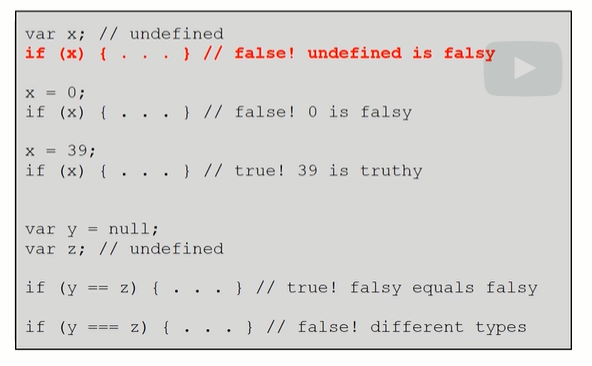 var x; // undefined
if (x) { . . . } // false! undefined is falsy
x = 0;
if (x) { . . . } // false! 0 is falsy
x = 39;
if (x) { . . . } // true! 39 is truthy
var y = null;
var z; // undefined
if (y == z) { . . . } // true! falsy equals falsy
if (y === z) { . . . } // false! different types